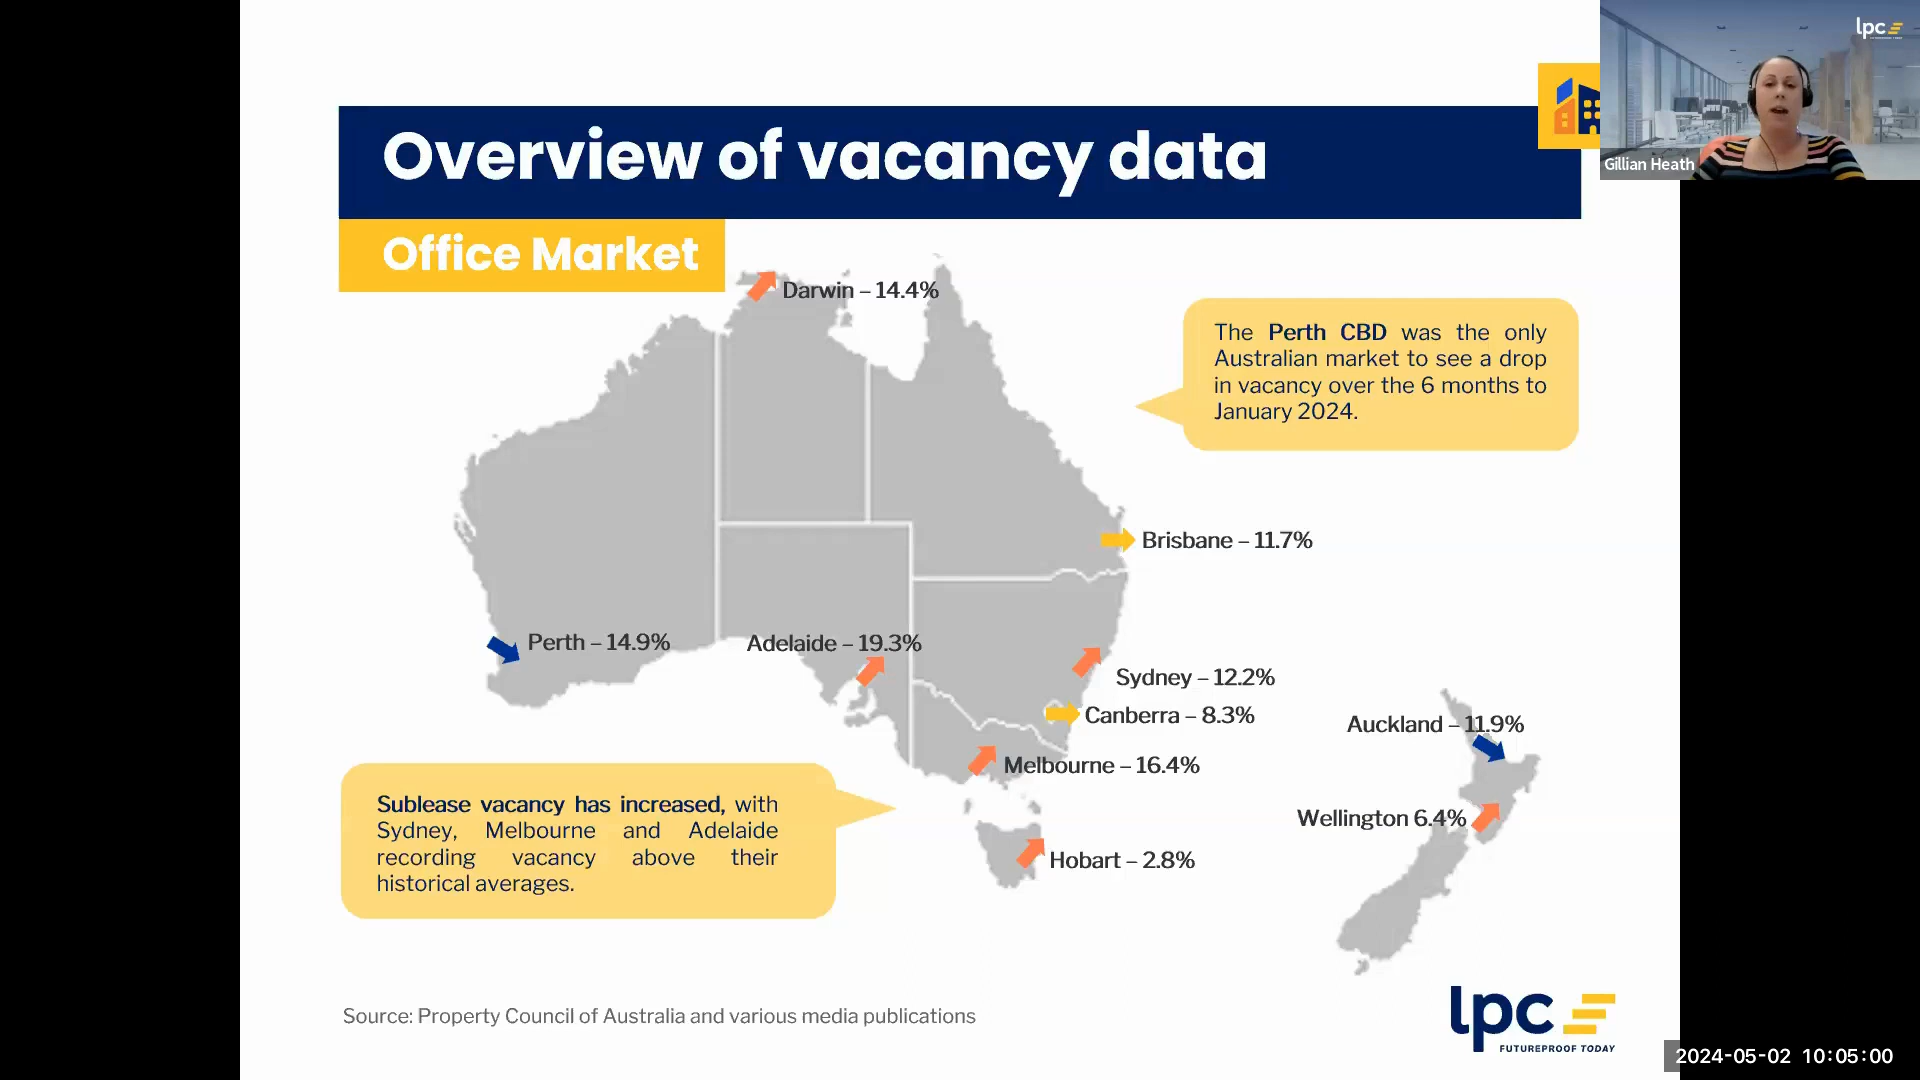 lpc
Gillian Heath
Overview of vacancy data
Office Market
Darwin – 14.4%
The Perth CBD was the only
Australian market to see a drop
in vacancy over the 6 months to
January 2024.
Brisbane – 11.7%
Perth – 14.9%
Adelaide – 19.3%
Sydney – 12.2%
Canberra – 8.3%
Auckland – 11.9%
Melbourne – 16.4%
Wellington 6.4%
Sublease vacancy has increased, with
Sydney, Melbourne and Adelaide
recording vacancy above their
historical averages.
Hobart – 2.8%
Source: Property Council of Australia and various media publications
lpc
FUTUREPROOF TODAY
2024-05-02 10:05:00